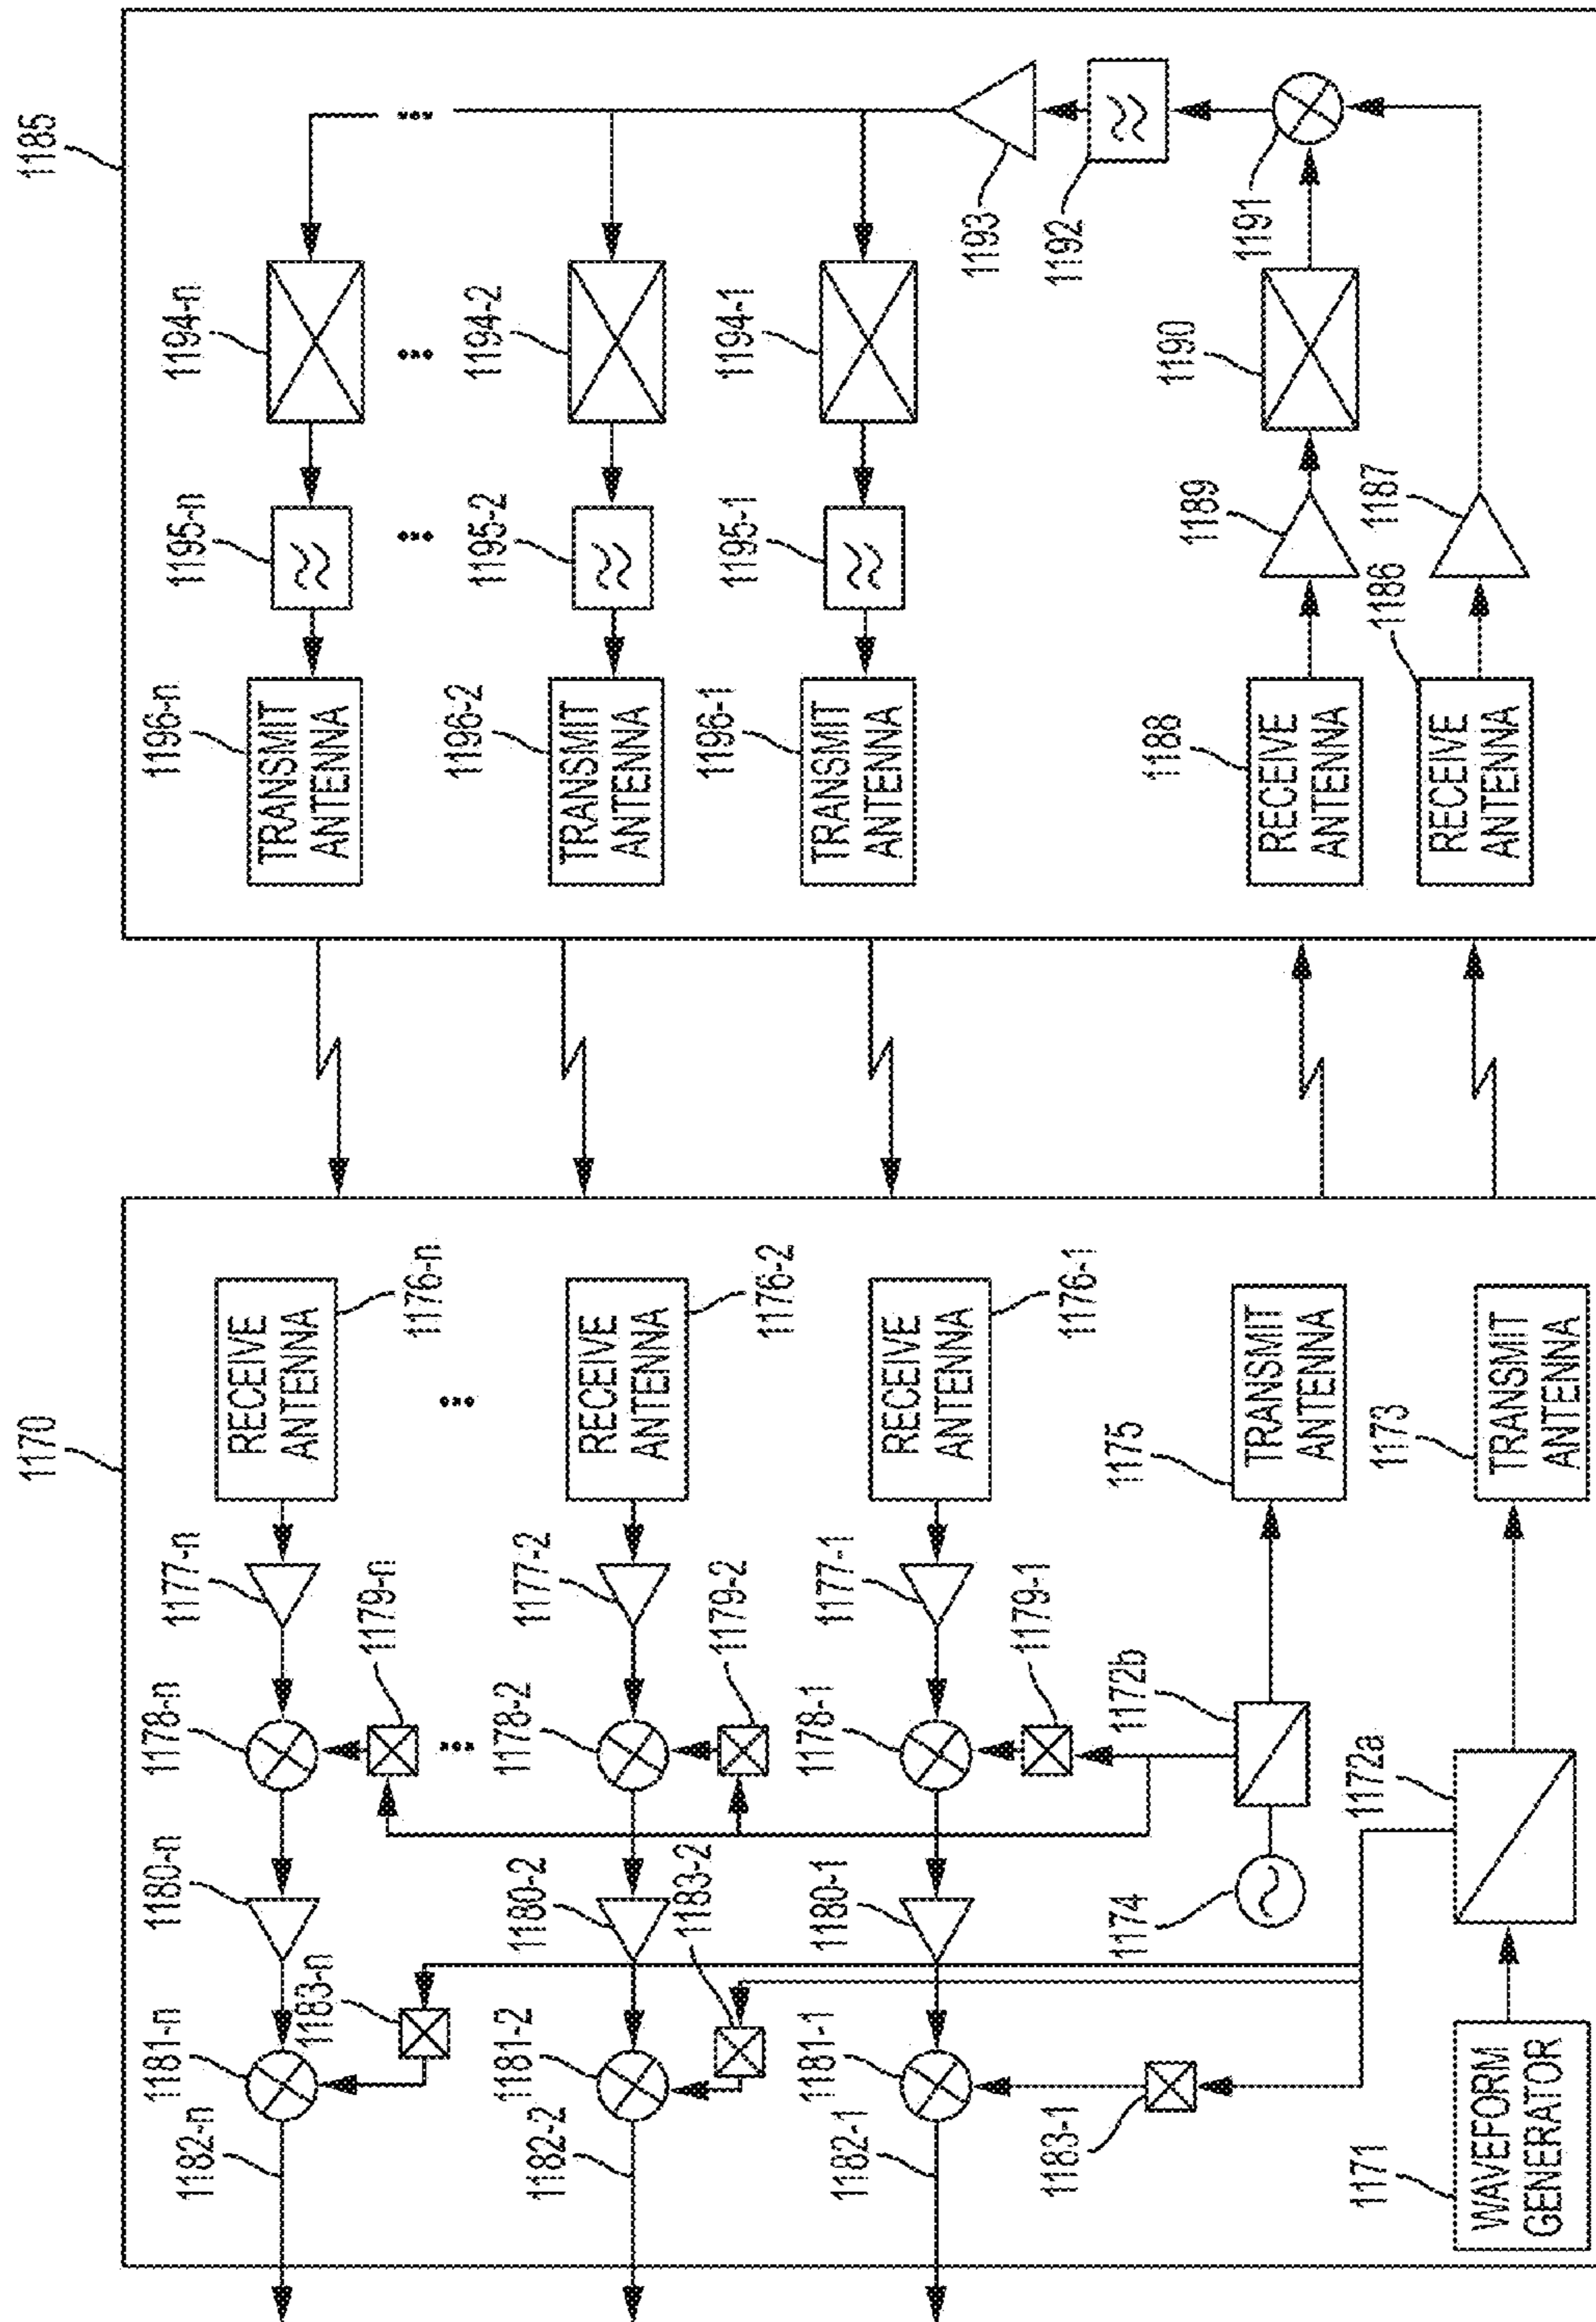 1170
1185
1182-n
1181-n
1183-n
1180-n
1178-n
1179-n
1177-n
RECEIVE
ANTENNA
1176-n
1196-n
TRANSMIT
ANTENNA
1195-n
1194-n
1182-2
1181-2
1183-2
1180-2
1178-2
1179-2
1177-2
RECEIVE
ANTENNA
1176-2
1196-2
TRANSMIT
ANTENNA
1195-2
1194-2
1182-1
1181-1
1183-1
1180-1
1178-1
1179-1
1177-1
RECEIVE
ANTENNA
1176-1
1196-1
TRANSMIT
ANTENNA
1195-1
1194-1
1193
1192
1174
1172b
1175
TRANSMIT
ANTENNA
1188
RECEIVE
ANTENNA
1189
1190
1191
1171
WAVEFORM
GENERATOR
1172a
1173
TRANSMIT
ANTENNA
1186
RECEIVE
ANTENNA
1187